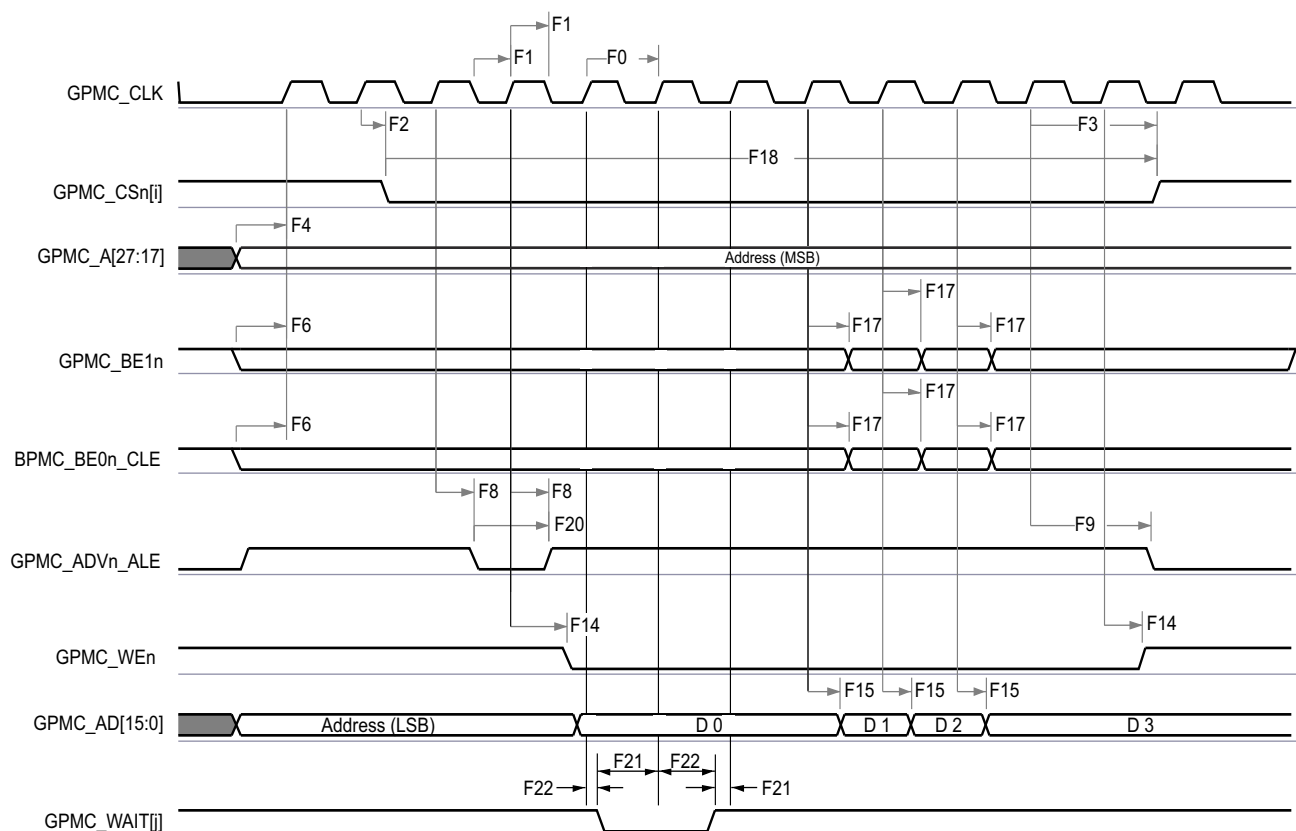 F1
F1 F0
GPMC_CLK
F2 F3
F18
GPMC_CSn[i]
F4
GPMC_A[27:17] Address (MSB)
F17
F6 F17 F17
GPMC_BE1n
F17
F6 F17 F17
BPMC_BE0n_CLE
F8 F8
F20 F9
GPMC_ADVn_ALE
F14 F14
GPMC_WEn
F15 F15 F15
GPMC_AD[15:0] Address (LSB) D 0 D 1 D 2 D 3
F21 F22
F22 F21
GPMC_WAIT[j]